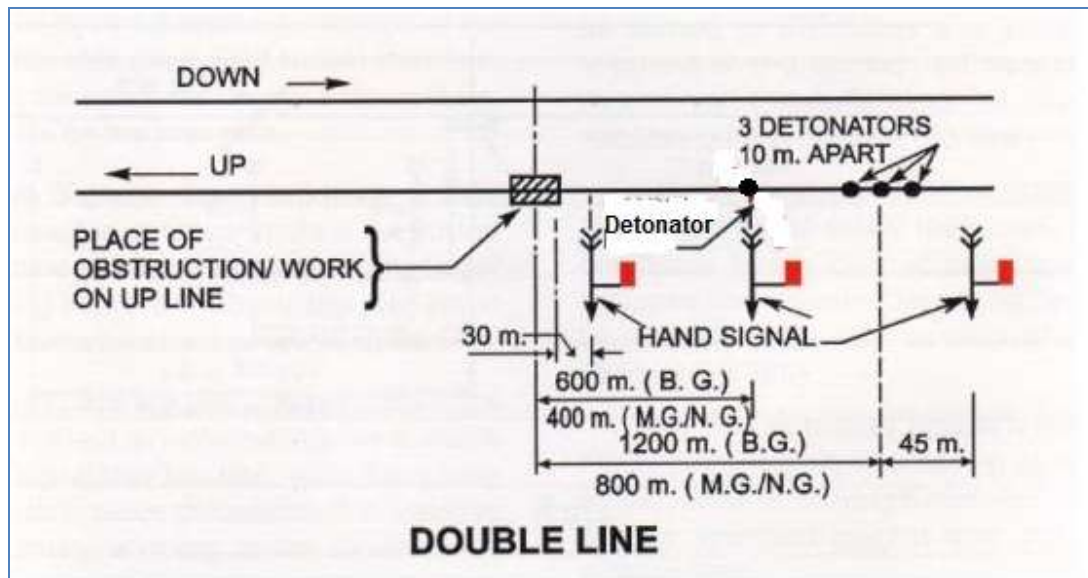 DOWN
3 DETONATORS
10 m. APART
UP
Detonator
PLACE OF
OBSTRUCTION/ WORK
ON UP LINE
30 m.
HAND SIGNAL
600 m. ( B. G.)
400 m. ( M.G./N. G.)
1200 m. ( B.G.)
45 m.
800 m. ( M.G./N.G.)
DOUBLE LINE